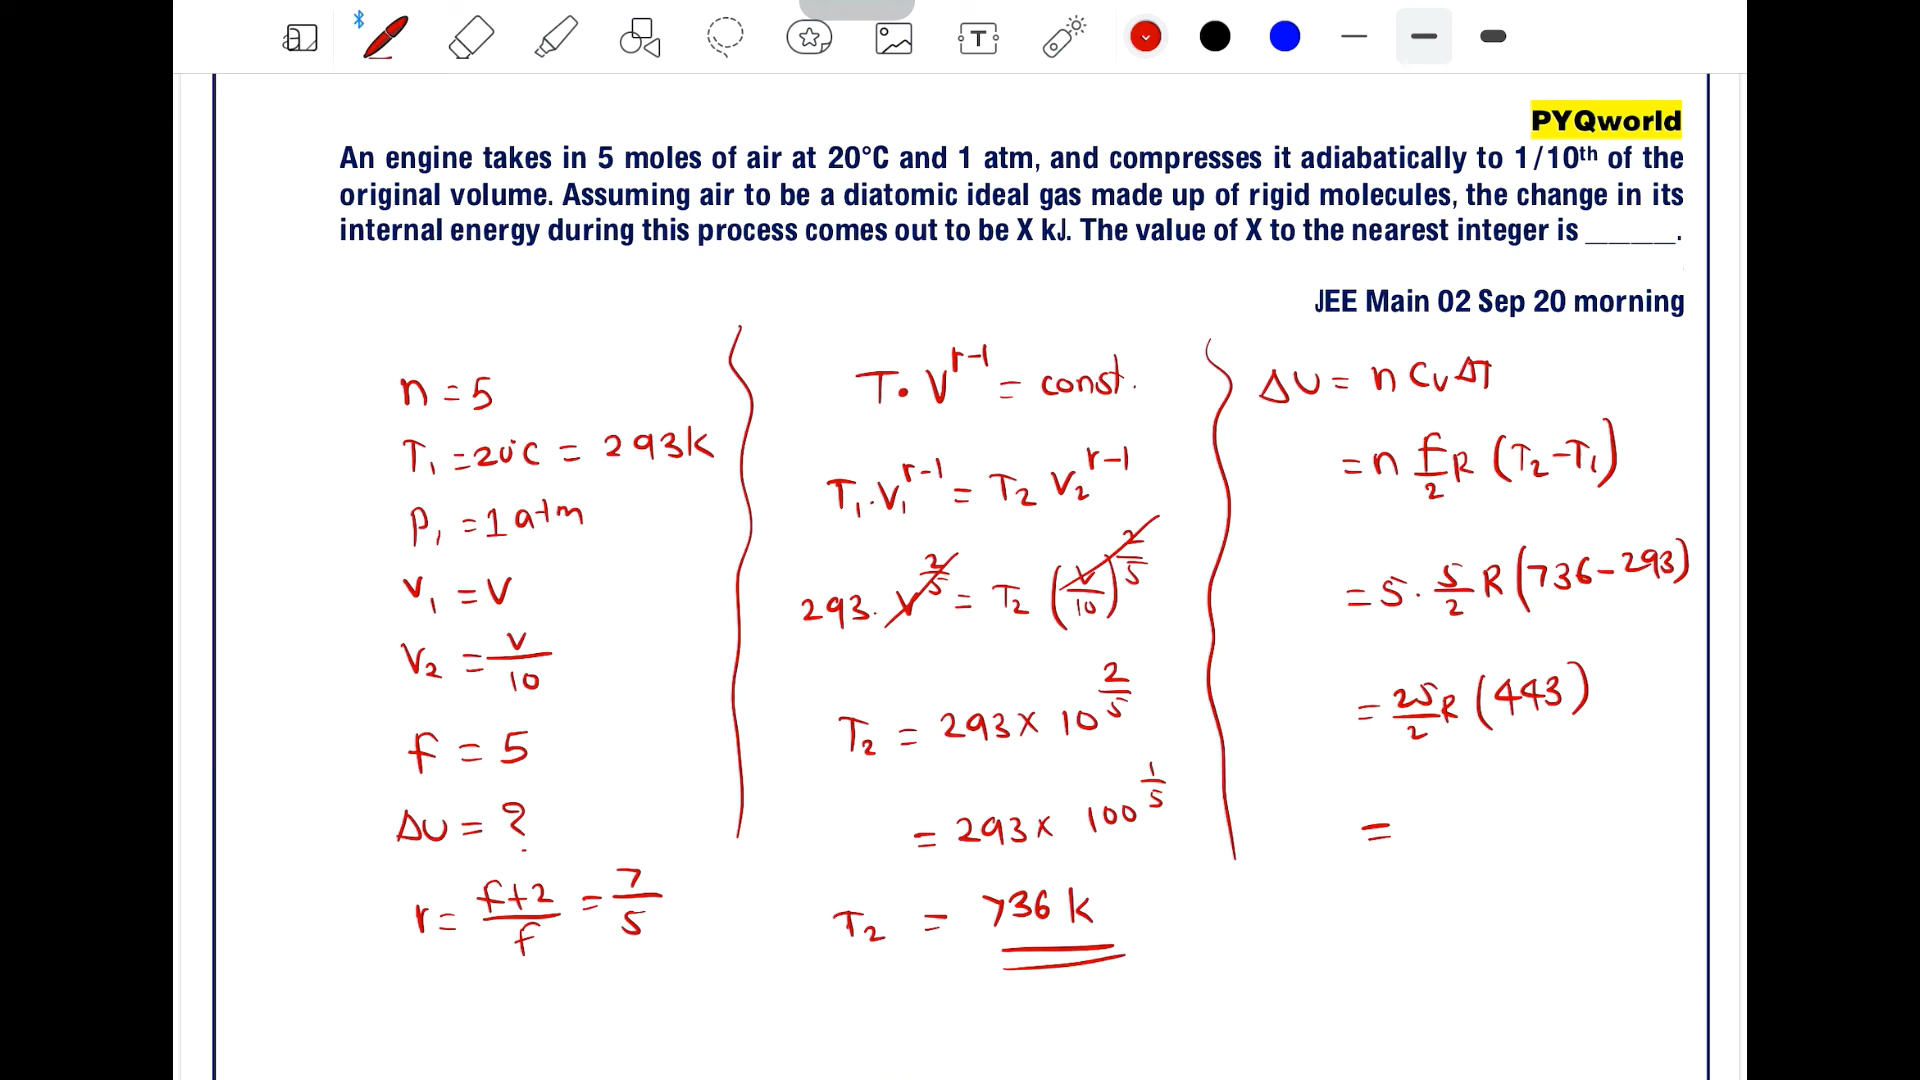 PYQworld
An engine takes in 5 moles of air at 20°C and 1 atm, and compresses it adiabatically to 1/10th of the
original volume. Assuming air to be a diatomic ideal gas made up of rigid molecules, the change in its
internal energy during this process comes out to be X kJ. The value of X to the nearest integer is _____.
JEE Main 02 Sep 20 morning
n = 5
T₁ = 20°C = 293k
P₁ = 1 atm
V₁ = V
V₂ = V/10
f = 5
ΔU = ?
r = (f+2)/f = 7/5
T·V^(r-1) = const.
T₁·V₁^(r-1) = T₂ V₂^(r-1)
293·V^(2/5) = T₂ (V/10)^(2/5)
T₂ = 293 × 10^(2/5)
= 293 × 100^(1/5)
T₂ = 736 k
ΔU = n Cv ΔT
= n f/2 R (T₂-T₁)
= 5 · 5/2 R (736-293)
= 25/2 R (443)
=